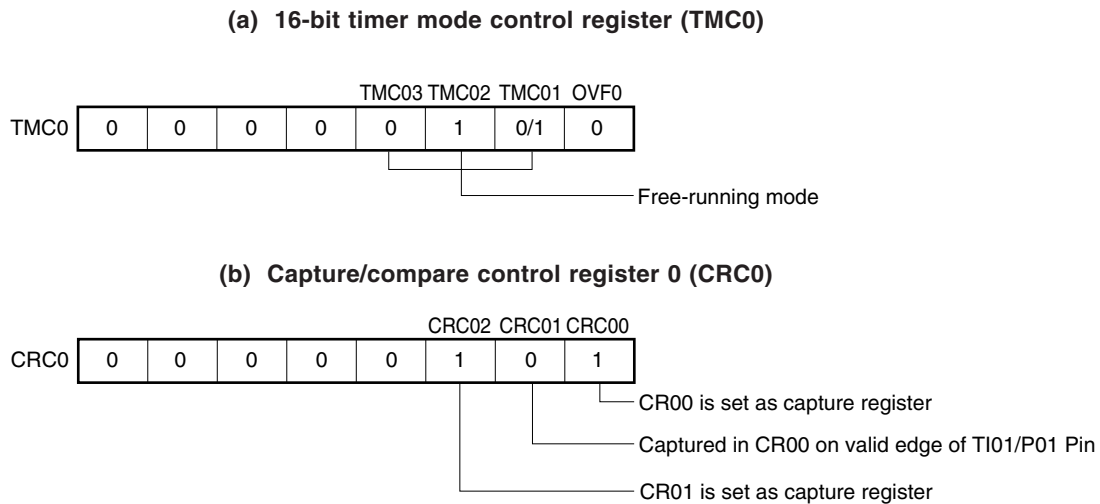 (a) 16-bit timer mode control register (TMC0)
TMC03 TMC02 TMC01 OVF0
TMC0 0 0 0 0 0 1 0/1 0
Free-running mode
(b) Capture/compare control register 0 (CRC0)
CRC02 CRC01 CRC00
CRC0 0 0 0 0 0 1 0 1
CR00 is set as capture register
Captured in CR00 on valid edge of TI01/P01 Pin
CR01 is set as capture register